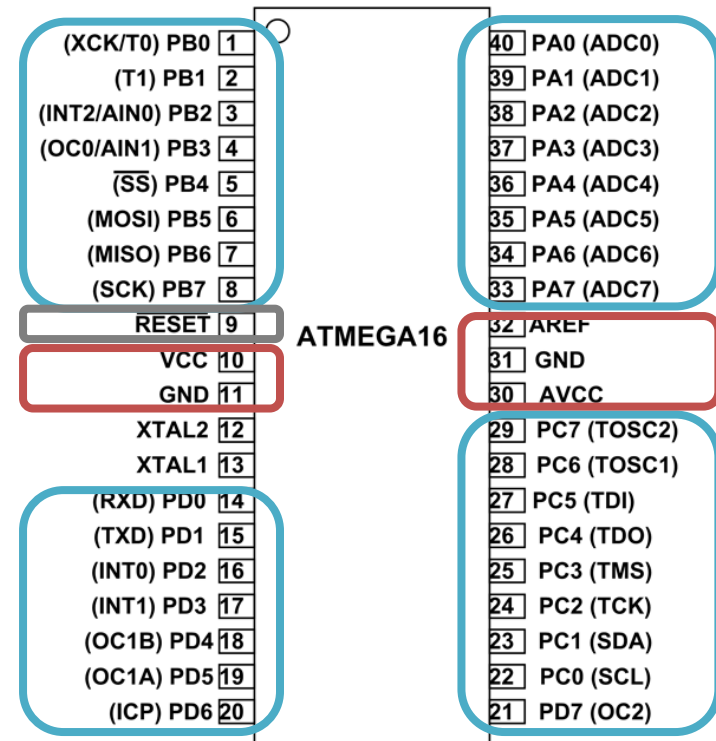 (XCK/T0) PB0 1
(T1) PB1 2
(INT2/AIN0) PB2 3
(OC0/AIN1) PB3 4
(SS) PB4 5
(MOSI) PB5 6
(MISO) PB6 7
(SCK) PB7 8
RESET 9
VCC 10
GND 11
XTAL2 12
XTAL1 13
(RXD) PD0 14
(TXD) PD1 15
(INT0) PD2 16
(INT1) PD3 17
(OC1B) PD4 18
(OC1A) PD5 19
(ICP) PD6 20
ATMEGA16
40 PA0 (ADC0)
39 PA1 (ADC1)
38 PA2 (ADC2)
37 PA3 (ADC3)
36 PA4 (ADC4)
35 PA5 (ADC5)
34 PA6 (ADC6)
33 PA7 (ADC7)
32 AREF
31 GND
30 AVCC
29 PC7 (TOSC2)
28 PC6 (TOSC1)
27 PC5 (TDI)
26 PC4 (TDO)
25 PC3 (TMS)
24 PC2 (TCK)
23 PC1 (SDA)
22 PC0 (SCL)
21 PD7 (OC2)